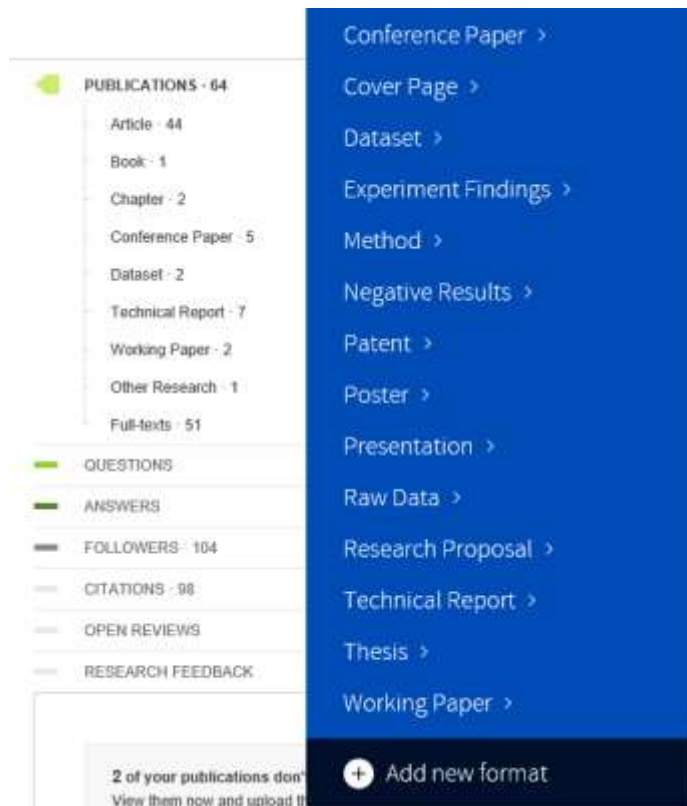 PUBLICATIONS · 64
Article · 44
Book · 1
Chapter · 2
Conference Paper · 5
Dataset · 2
Technical Report · 7
Working Paper · 2
Other Research · 1
Full-texts · 51
QUESTIONS
ANSWERS
FOLLOWERS · 104
CITATIONS · 98
OPEN REVIEWS
RESEARCH FEEDBACK
2 of your publications don'
View them now and upload th
Conference Paper >
Cover Page >
Dataset >
Experiment Findings >
Method >
Negative Results >
Patent >
Poster >
Presentation >
Raw Data >
Research Proposal >
Technical Report >
Thesis >
Working Paper >
+ Add new format